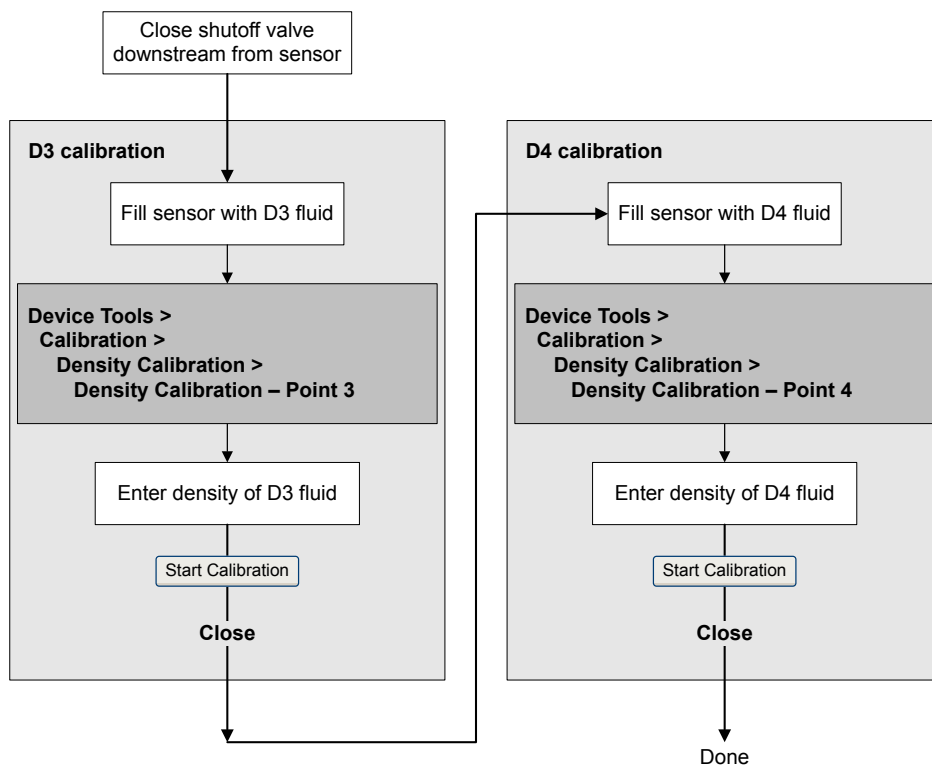 Close shutoff valve
downstream from sensor
D3 calibration
Fill sensor with D3 fluid
Device Tools >
Calibration >
Density Calibration >
Density Calibration – Point 3
Enter density of D3 fluid
Start Calibration
Close
D4 calibration
Fill sensor with D4 fluid
Device Tools >
Calibration >
Density Calibration >
Density Calibration – Point 4
Enter density of D4 fluid
Start Calibration
Close
Done